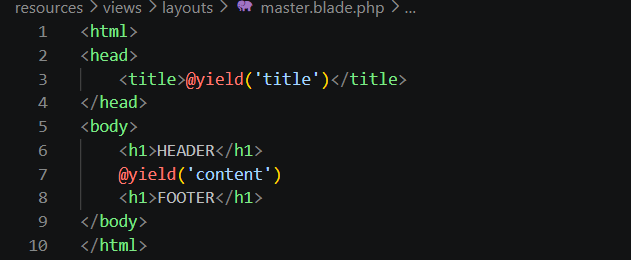 resources > views > layouts > master.blade.php > ...
1 <html>
2 <head>
3     <title>@yield('title')</title>
4 </head>
5 <body>
6     <h1>HEADER</h1>
7     @yield('content')
8     <h1>FOOTER</h1>
9 </body>
10 </html>